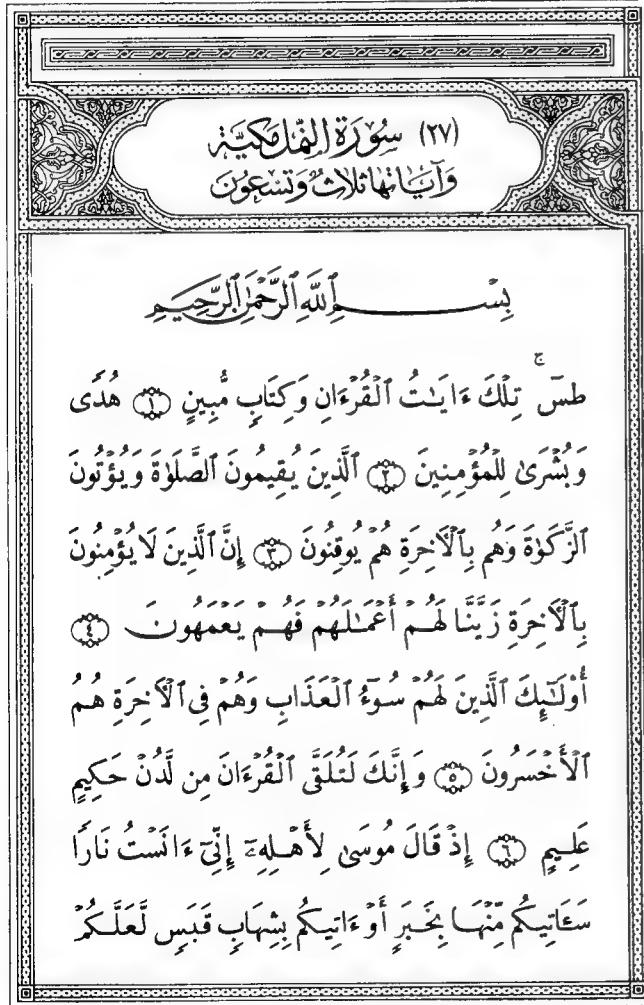 (٢٧) سُورَةُ النَّمْلِ مَكِيَّة
وَآيَاتُهَا ثَلَاثٌ وَتِسْعُونَ
بِسْمِ ٱللَّهِ ٱلرَّحْمَٰنِ ٱلرَّحِيمِ
طسٓ ۚ تِلْكَ ءَايَٰتُ ٱلْقُرْءَانِ وَكِتَابٍ مُّبِينٍ ١ هُدًى
وَبُشْرَىٰ لِلْمُؤْمِنِينَ ٢ ٱلَّذِينَ يُقِيمُونَ ٱلصَّلَوٰةَ وَيُؤْتُونَ
ٱلزَّكَوٰةَ وَهُم بِٱلْأَخِرَةِ هُمْ يُوقِنُونَ ٣ إِنَّ ٱلَّذِينَ لَا يُؤْمِنُونَ
بِٱلْأَخِرَةِ زَيَّنَّا لَهُمْ أَعْمَٰلَهُمْ فَهُمْ يَعْمَهُونَ ٤
أُوْلَٰٓئِكَ ٱلَّذِينَ لَهُمْ سُوٓءُ ٱلْعَذَابِ وَهُمْ فِى ٱلْأَخِرَةِ هُمُ
ٱلْأَخْسَرُونَ ٥ وَإِنَّكَ لَتُلَقَّى ٱلْقُرْءَانَ مِن لَّدُنْ حَكِيمٍ
عَلِيمٍ ٦ إِذْ قَالَ مُوسَىٰ لِأَهْلِهِۦٓ إِنِّىٓ ءَانَسْتُ نَارًا
سَـَٔاتِيكُم مِّنْهَا بِخَبَرٍ أَوْ ءَاتِيكُم بِشِهَابٍ قَبَسٍ لَّعَلَّكُمْ